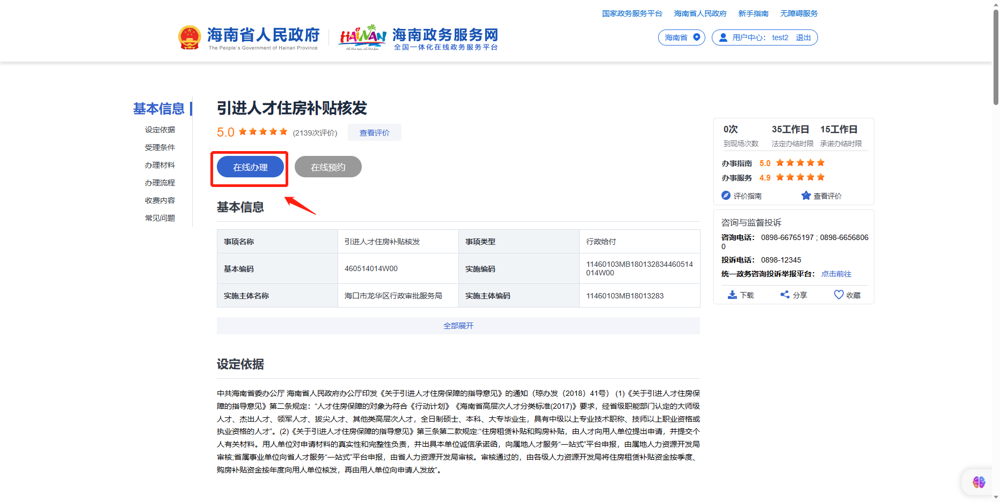 国家政务服务平台 海南省人民政府 新手指南 无障碍服务
海南省人民政府
The People's Government of Hainan Province
HAiNAN
All the sun, all the fun
海南政务服务网
全国一体化在线政务服务平台
海南省
用户中心： test2 退出
基本信息
设定依据
受理条件
办理材料
办理流程
收费内容
常见问题
引进人才住房补贴核发
5.0 (2139次评价) 查看评价
在线办理 在线预约
基本信息
事项名称 引进人才住房补贴核发 事项类型 行政给付
基本编码 460514014W00 实施编码 11460103MB180132834460514
014W00
实施主体名称 海口市龙华区行政审批服务局 实施主体编码 11460103MB18013283
全部展开
设定依据
中共海南省委办公厅 海南省人民政府办公厅印发《关于引进人才住房保障的指导意见》的通知（琼办发（2018）41号） (1)《关于引进人才住房保
障的指导意见》第二条规定：“人才住房保障的对象为符合《行动计划》《海南省高层次人才分类标准(2017)》要求，经省级职能部门认定的大师级
人才、杰出人才、领军人才、拔尖人才、其他类高层次人才，全日制硕士、本科、大专毕业生，具有中级以上专业技术职称、技师以上职业资格或
执业资格的人才”。(2)《关于引进人才住房保障的指导意见》第三条第二款规定:“住房租赁补贴和购房补贴，由人才向用人单位提出申请，并提交个
人有关材料。用人单位对申请材料的真实性和完整性负责，并出具本单位诚信承诺函，向属地人才服务“一站式”平台申报，由属地人力资源开发局
审核;省属事业单位向省人才服务“一站式”平台申报，由省人力资源开发局审核。审核通过的，由各级人力资源开发局将住房租赁补贴资金按季度、
购房补贴资金按年度向用人单位核发，再由用人单位向申请人发放”。
0次 35工作日 15工作日
到现场次数 法定办结时限 承诺办结时限
办事指南 5.0
办事服务 4.9
评价指南 查看评价
咨询与监督投诉
咨询电话： 0898-66765197 ; 0898-6656806
0
投诉电话： 0898-12345
统一政务咨询投诉举报平台： 点击前往
下载 分享 收藏